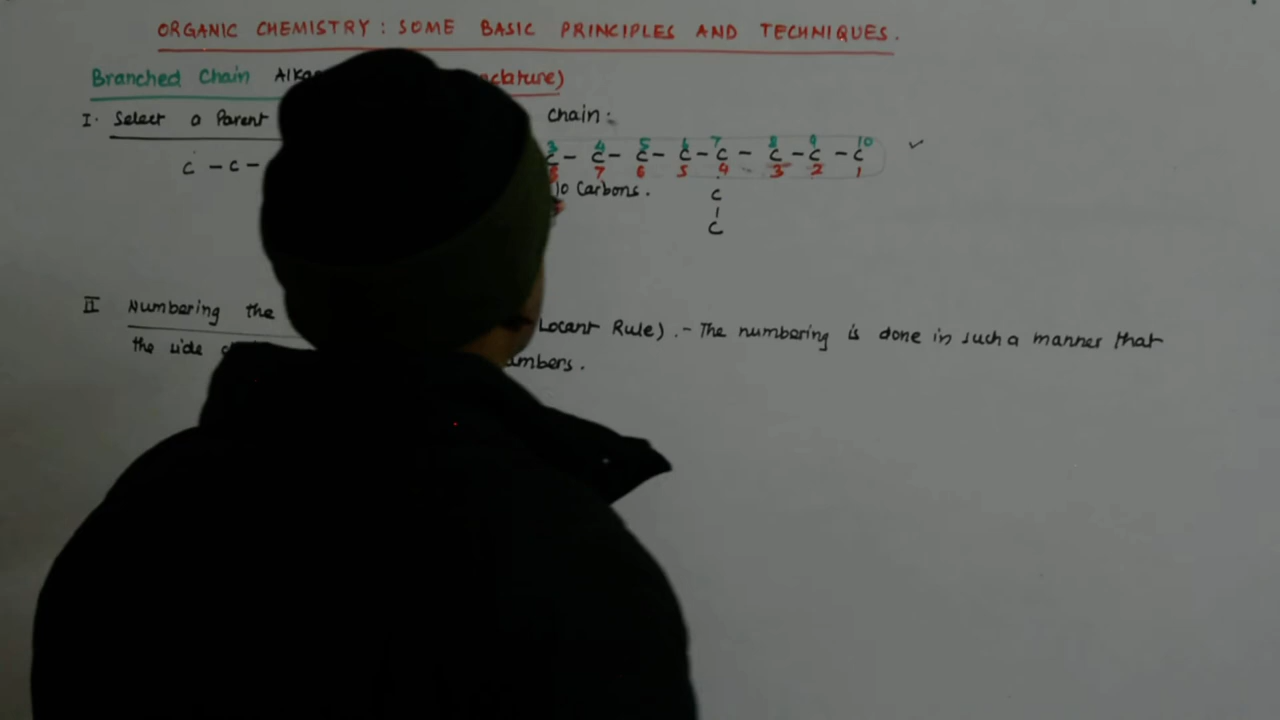 ORGANIC CHEMISTRY : SOME BASIC PRINCIPLES AND TECHNIQUES.
Branched Chain Alka clature)
I. Select a Parent chain:
3 4 5 6 7 8 9 10
C - C - C - C - C - C - C - C - C - C
7 6 5 4 3 2 1
10 Carbons. C
C
II Numbering the Locant Rule). - The numbering is done in such a manner that
the side umbers.